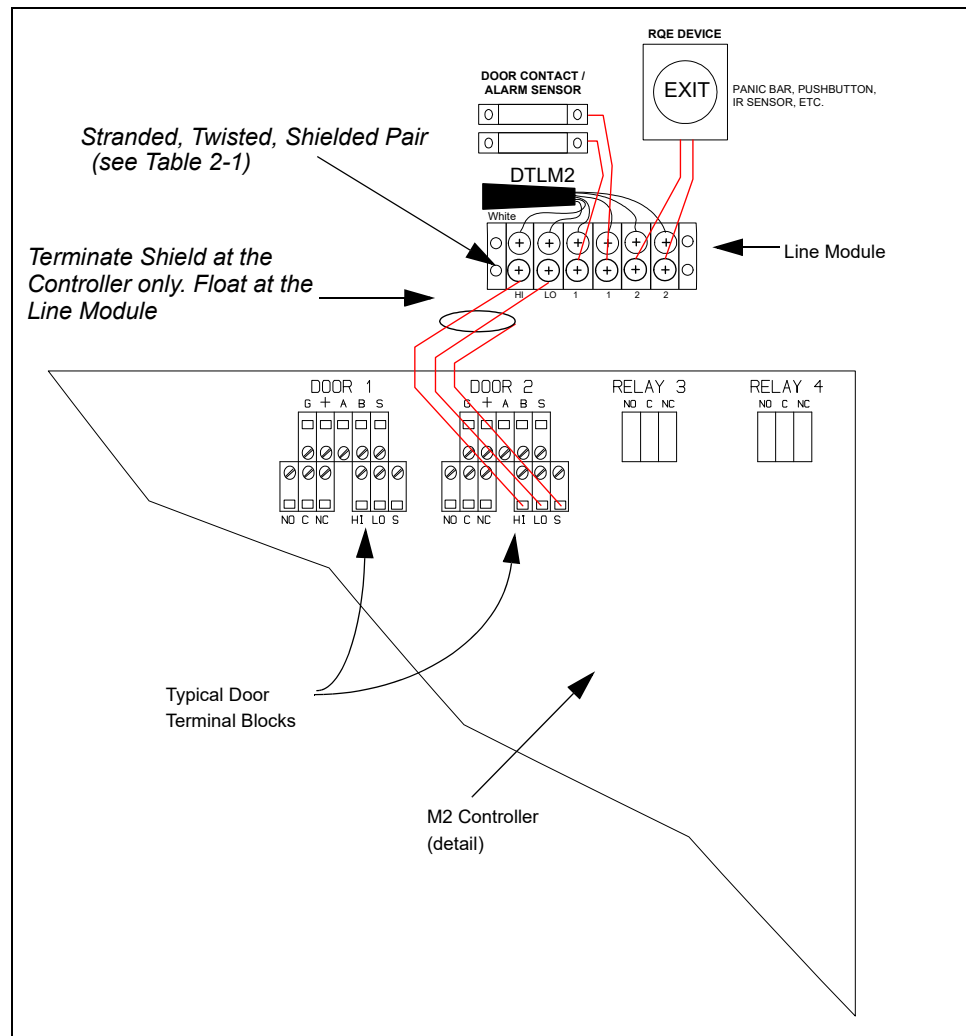 RQE DEVICE
EXIT
PANIC BAR, PUSHBUTTON,
IR SENSOR, ETC.
DOOR CONTACT /
ALARM SENSOR
Stranded, Twisted, Shielded Pair
(see Table 2-1)
DTLM2
White
Line Module
Terminate Shield at the
Controller only. Float at the
Line Module
HI LO 1 1 2 2
DOOR 1 DOOR 2 RELAY 3 RELAY 4
G + A B S G + A B S NO C NC NO C NC
NO C NC HI LO S NO C NC HI LO S
Typical Door
Terminal Blocks
M2 Controller
(detail)